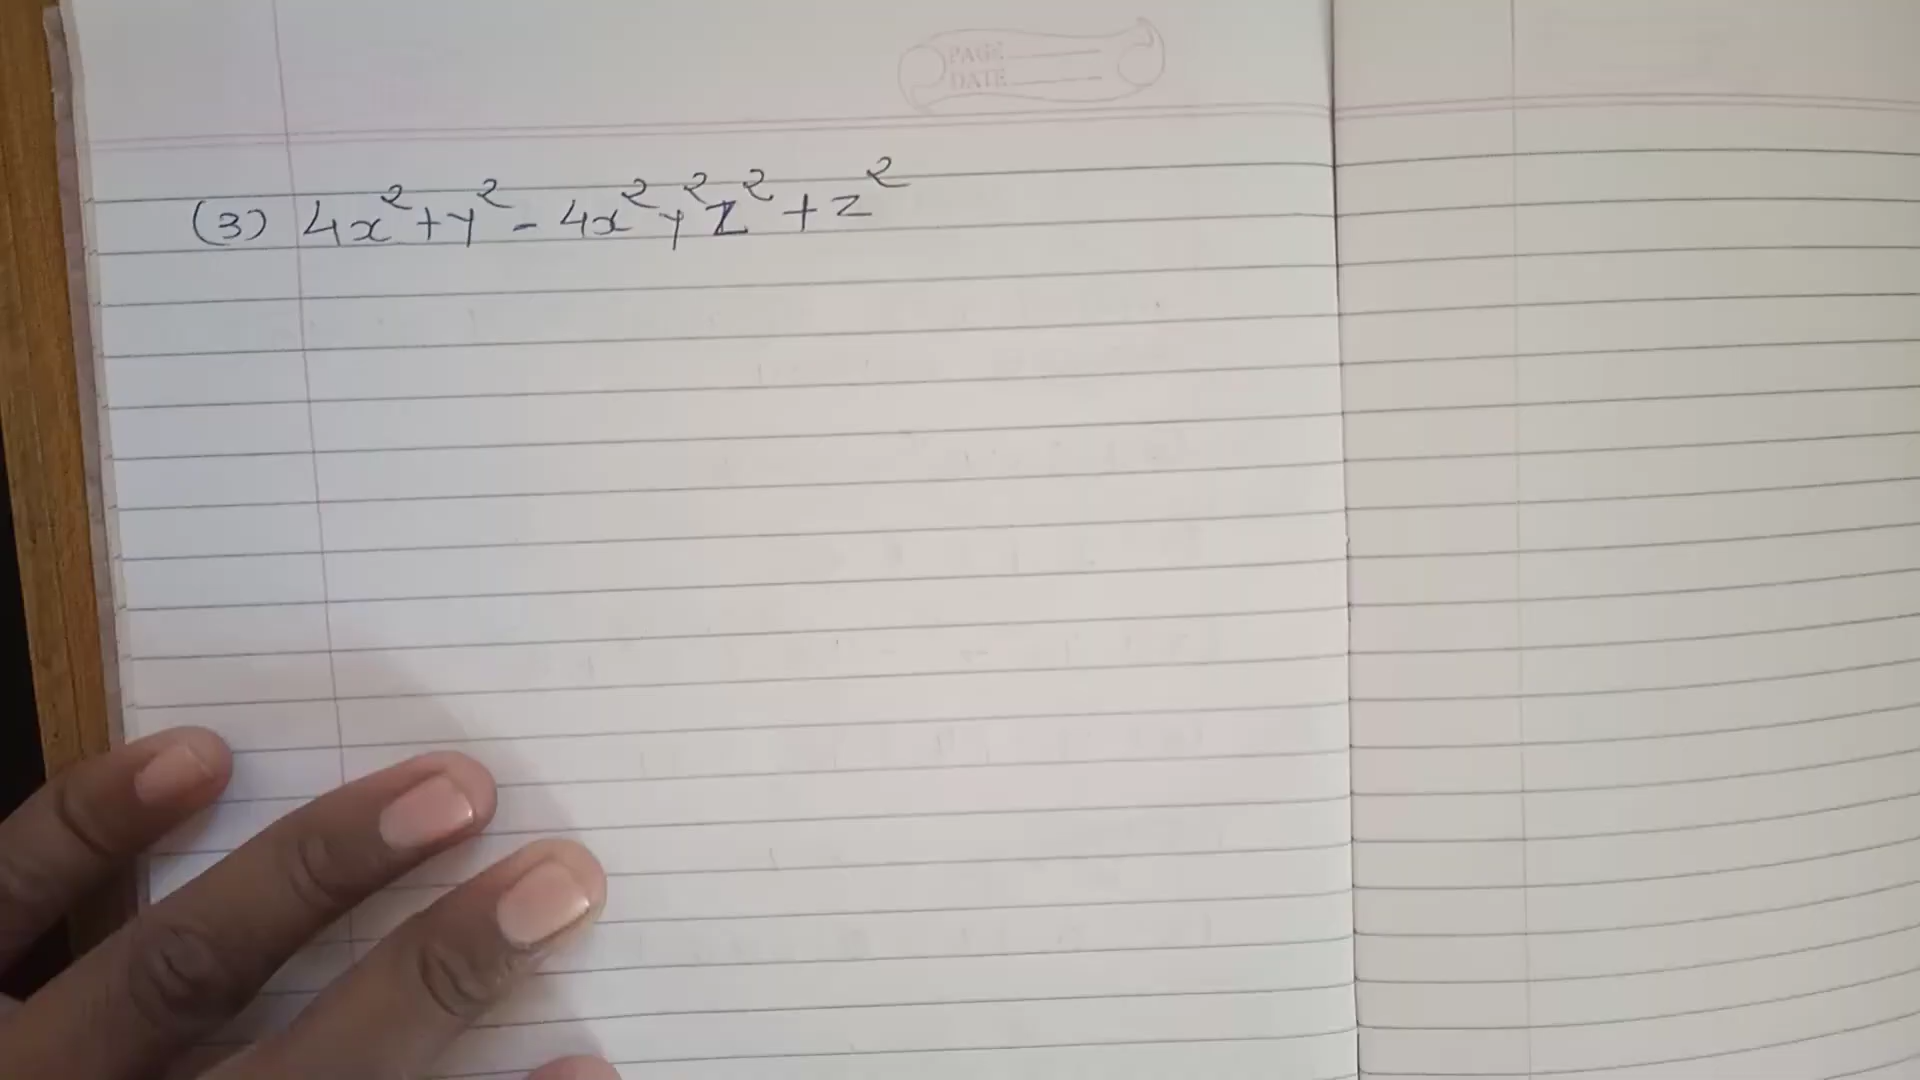 PAGE
DATE
(3) 4x² + y² - 4x²y²z² + z²